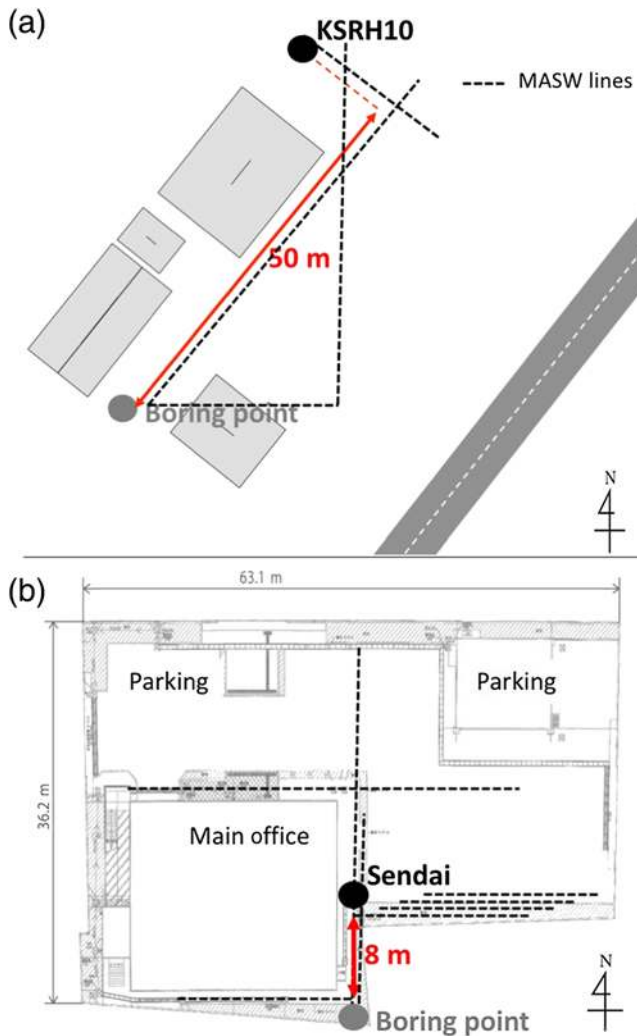 (a)
KSRH10
MASW lines
50 m
Boring point
N
(b)
63.1 m
Parking
Parking
36.2 m
Main office
Sendai
8 m
N
Boring point